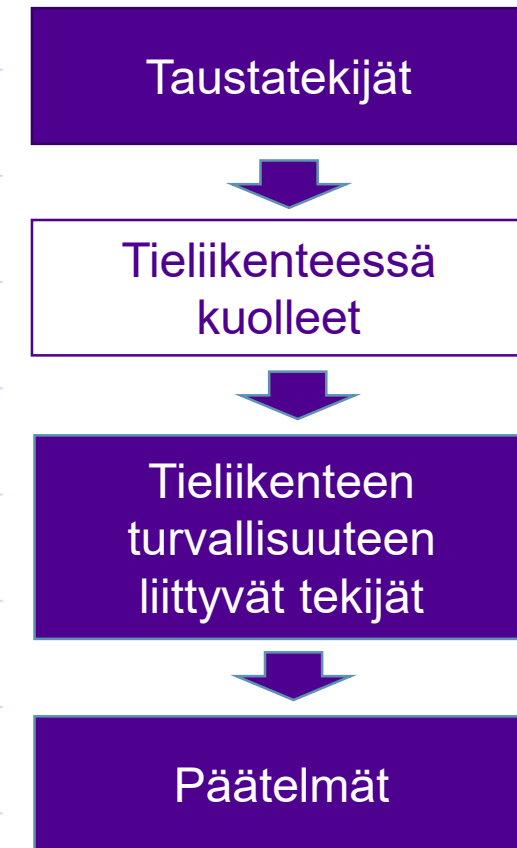 Taustatekijät
Tieliikenteessä
kuolleet
Tieliikenteen
turvallisuuteen
liittyvät tekijät
Päätelmät